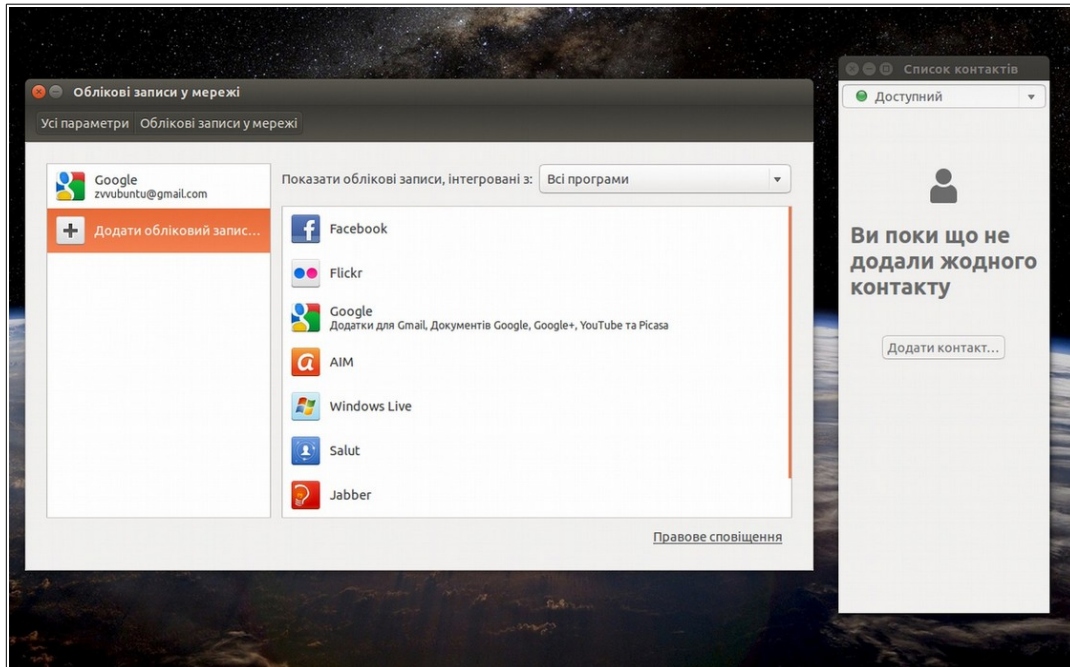 Облікові записи у мережі
Усі параметри Облікові записи у мережі
Google
zvvubuntu@gmail.com
Додати обліковий запис...
Показати облікові записи, інтегровані з: Всі програми
Facebook
Flickr
Google
Додатки для Gmail, Документів Google, Google+, YouTube та Picasa
AIM
Windows Live
Salut
Jabber
Правове сповіщення
Список контактів
Доступний
Ви поки що не
додали жодного
контакту
Додати контакт...